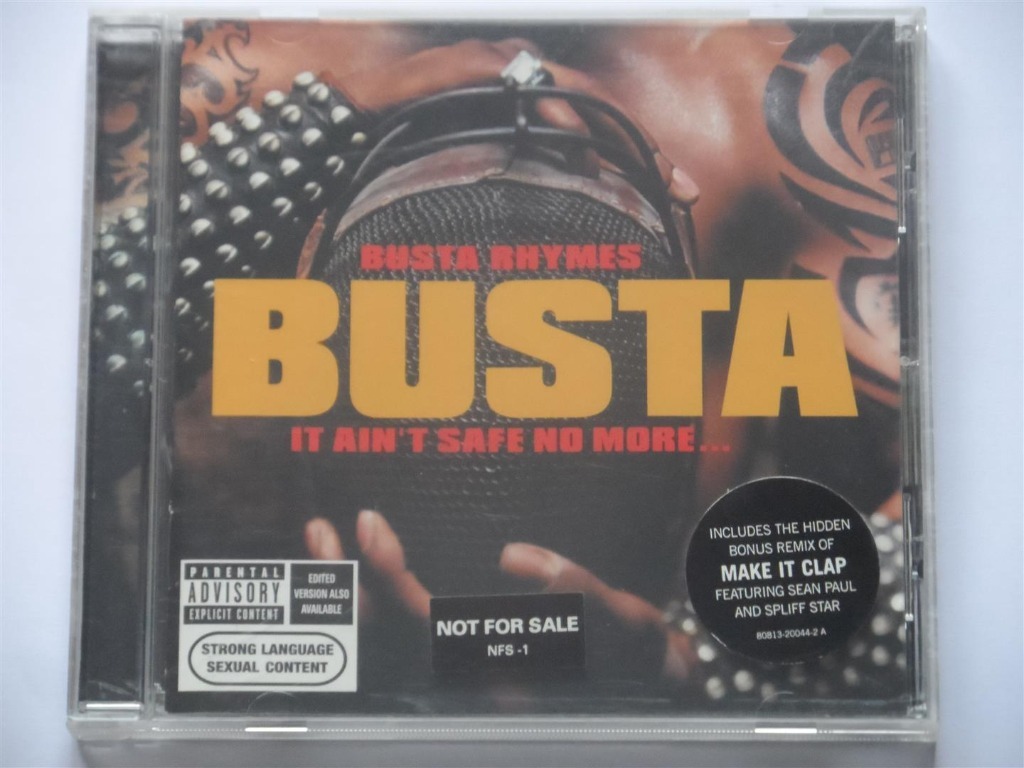 BUSTA RHYMES
BUSTA
IT AIN'T SAFE NO MORE...
INCLUDES THE HIDDEN
BONUS REMIX OF
MAKE IT CLAP
FEATURING SEAN PAUL
AND SPLIFF STAR
80813-20044-2 A
PARENTAL
ADVISORY
EXPLICIT CONTENT
EDITED
VERSION ALSO
AVAILABLE
STRONG LANGUAGE
SEXUAL CONTENT
NOT FOR SALE
NFS -1